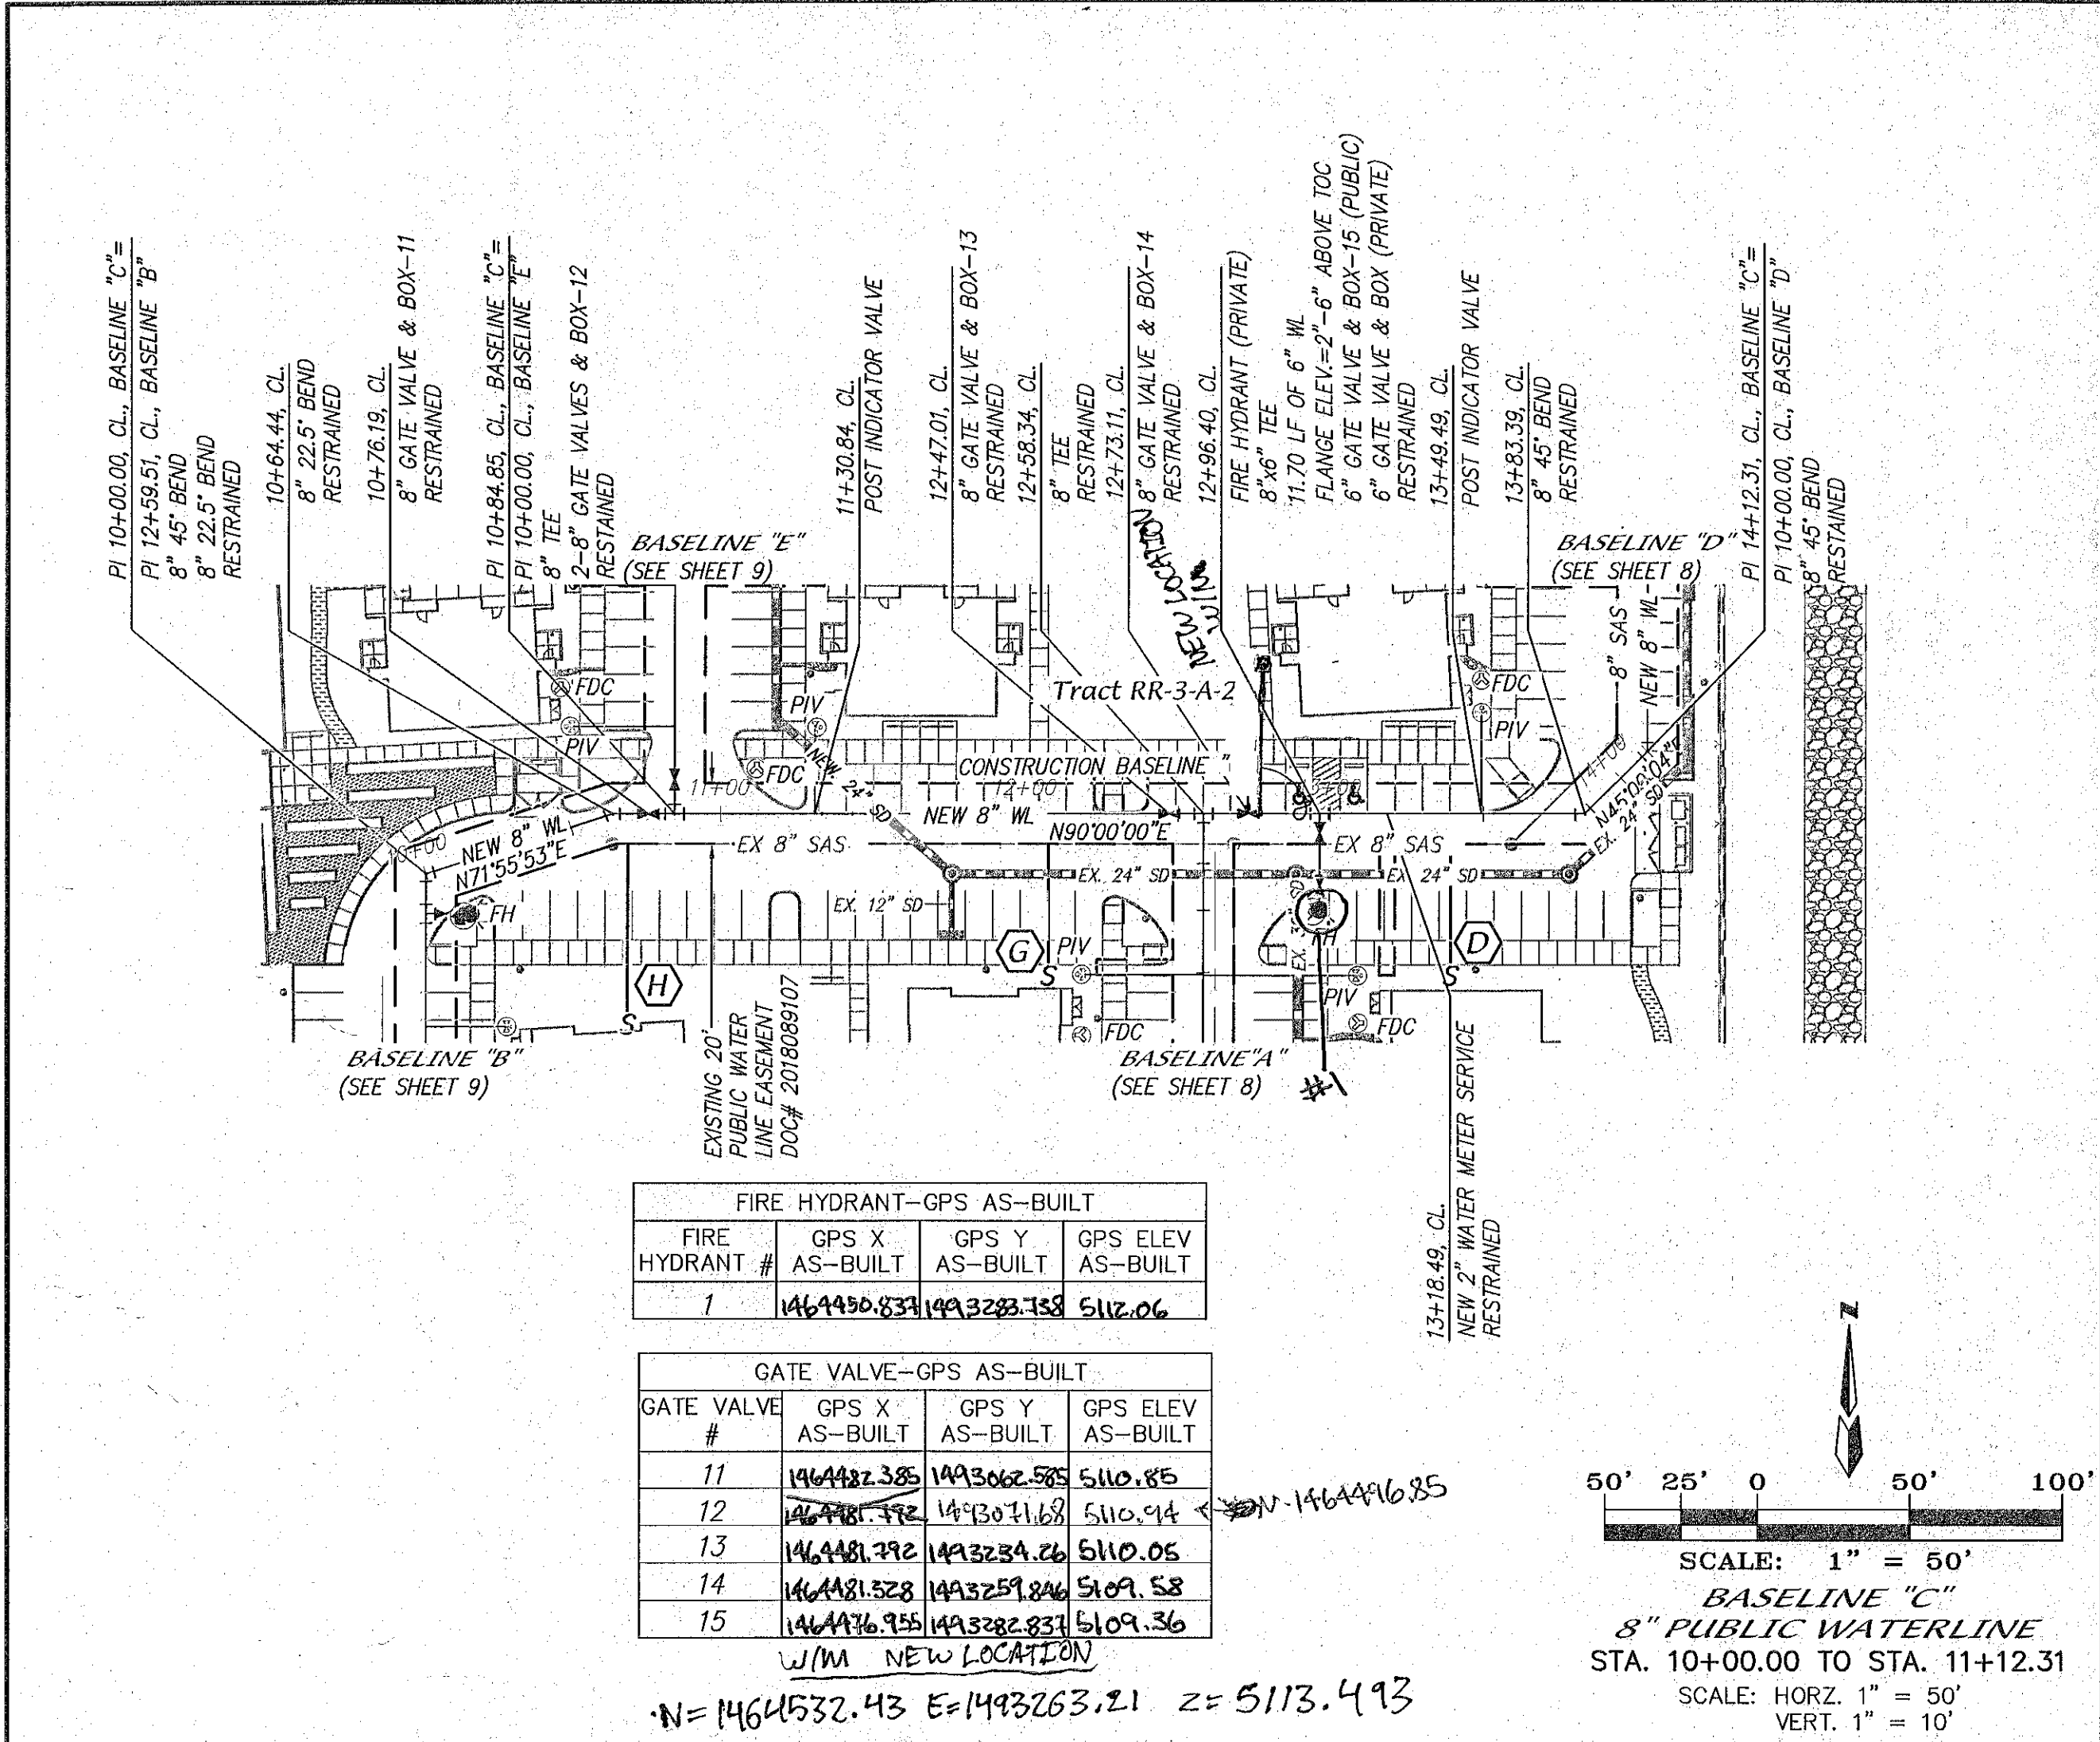 PI 10+00.00, CL., BASELINE "C"=
PI 12+59.51, CL., BASELINE "B"
8" 45° BEND
8" 22.5° BEND
RESTRAINED
10+64.44, CL.
8" 22.5° BEND
RESTRAINED
10+76.19, CL.
8" GATE VALVE & BOX-11
RESTRAINED
PI 10+84.85, CL., BASELINE "C"=
PI 10+00.00, CL., BASELINE "E"
8" TEE
2-8" GATE VALVES & BOX-12
RESTAINED
11+30.84, CL.
POST INDICATOR VALVE
12+47.01, CL.
8" GATE VALVE & BOX-13
RESTRAINED
12+58.34, CL.
8" TEE
RESTRAINED
12+73.11, CL.
8" GATE VALVE & BOX-14
RESTRAINED
12+96.40, CL.
FIRE HYDRANT (PRIVATE)
8"x6" TEE
11.70 LF OF 6" WL
FLANGE ELEV.=2"-6" ABOVE TOC
6" GATE VALVE & BOX-15 (PUBLIC)
6" GATE VALVE & BOX (PRIVATE)
RESTRAINED
13+49.49, CL.
POST INDICATOR VALVE
13+83.39, CL.
8" 45° BEND
RESTRAINED
PI 14+12.31, CL., BASELINE "C"=
PI 10+00.00, CL., BASELINE "D"
8" 45° BEND
RESTAINED
NEW LOCATION
BASELINE "E"
(SEE SHEET 9)
BASELINE "D"
(SEE SHEET 8)
8" SAS
NEW 8" WL
FDC
PIV
PIV
FDC
Tract RR-3-A-2
FDC
PIV
CONSTRUCTION BASELINE "
10+00
11+00
12+00
14+00
NEW 8" WL
N71°55'53"E
NEW
SD
NEW 8" WL
N90°00'00"E
N45°00'04"E
EX. 24" SD
EX 8" SAS
EX 8" SAS
EX. 24" SD
EX. 24" SD
EX. 12" SD
FH
FH
G
PIV
D
H
S
S
S
PIV
FDC
FDC
BASELINE "B"
(SEE SHEET 9)
EXISTING 20'
PUBLIC WATER
LINE EASEMENT
DOC# 2018089107
BASELINE"A"
(SEE SHEET 8)
#1
13+18.49, CL.
NEW 2" WATER METER SERVICE
RESTRAINED
FIRE HYDRANT-GPS AS-BUILT
FIRE HYDRANT # GPS X AS-BUILT GPS Y AS-BUILT GPS ELEV AS-BUILT
1 1464450.837 1493283.738 5112.06
GATE VALVE-GPS AS-BUILT
GATE VALVE # GPS X AS-BUILT GPS Y AS-BUILT GPS ELEV AS-BUILT
11 1464482.385 1493062.585 5110.85
12 1464481.792 1493071.68 5110.94 N-1464496.85
13 1464481.792 1493234.26 5110.05
14 1464481.328 1493259.846 5109.58
15 1464476.955 1493282.837 5109.36
W/M NEW LOCATION
N=1464532.43 E=1493263.21 Z=5113.493
Z
50' 25' 0 50' 100'
SCALE: 1" = 50'
BASELINE "C"
8" PUBLIC WATERLINE
STA. 10+00.00 TO STA. 11+12.31
SCALE: HORZ. 1" = 50'
VERT. 1" = 10'